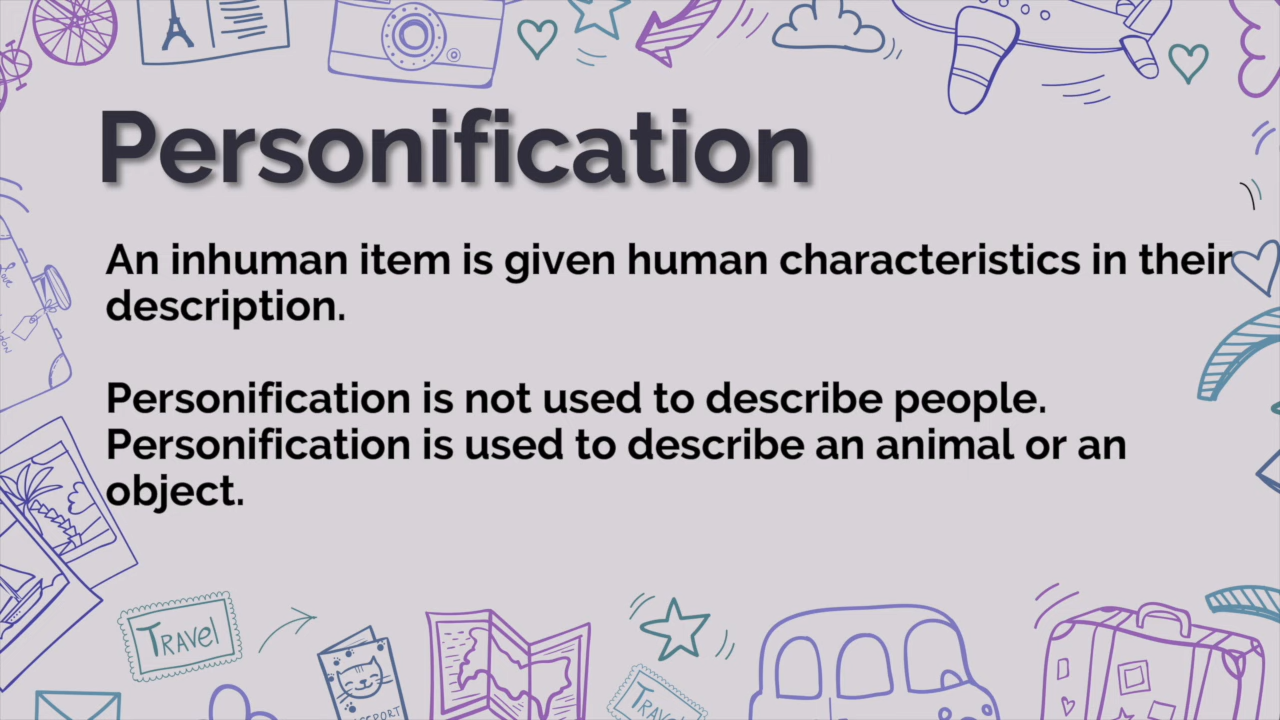 Personification
An inhuman item is given human characteristics in their
description.
Personification is not used to describe people.
Personification is used to describe an animal or an
object.
TRAVEL